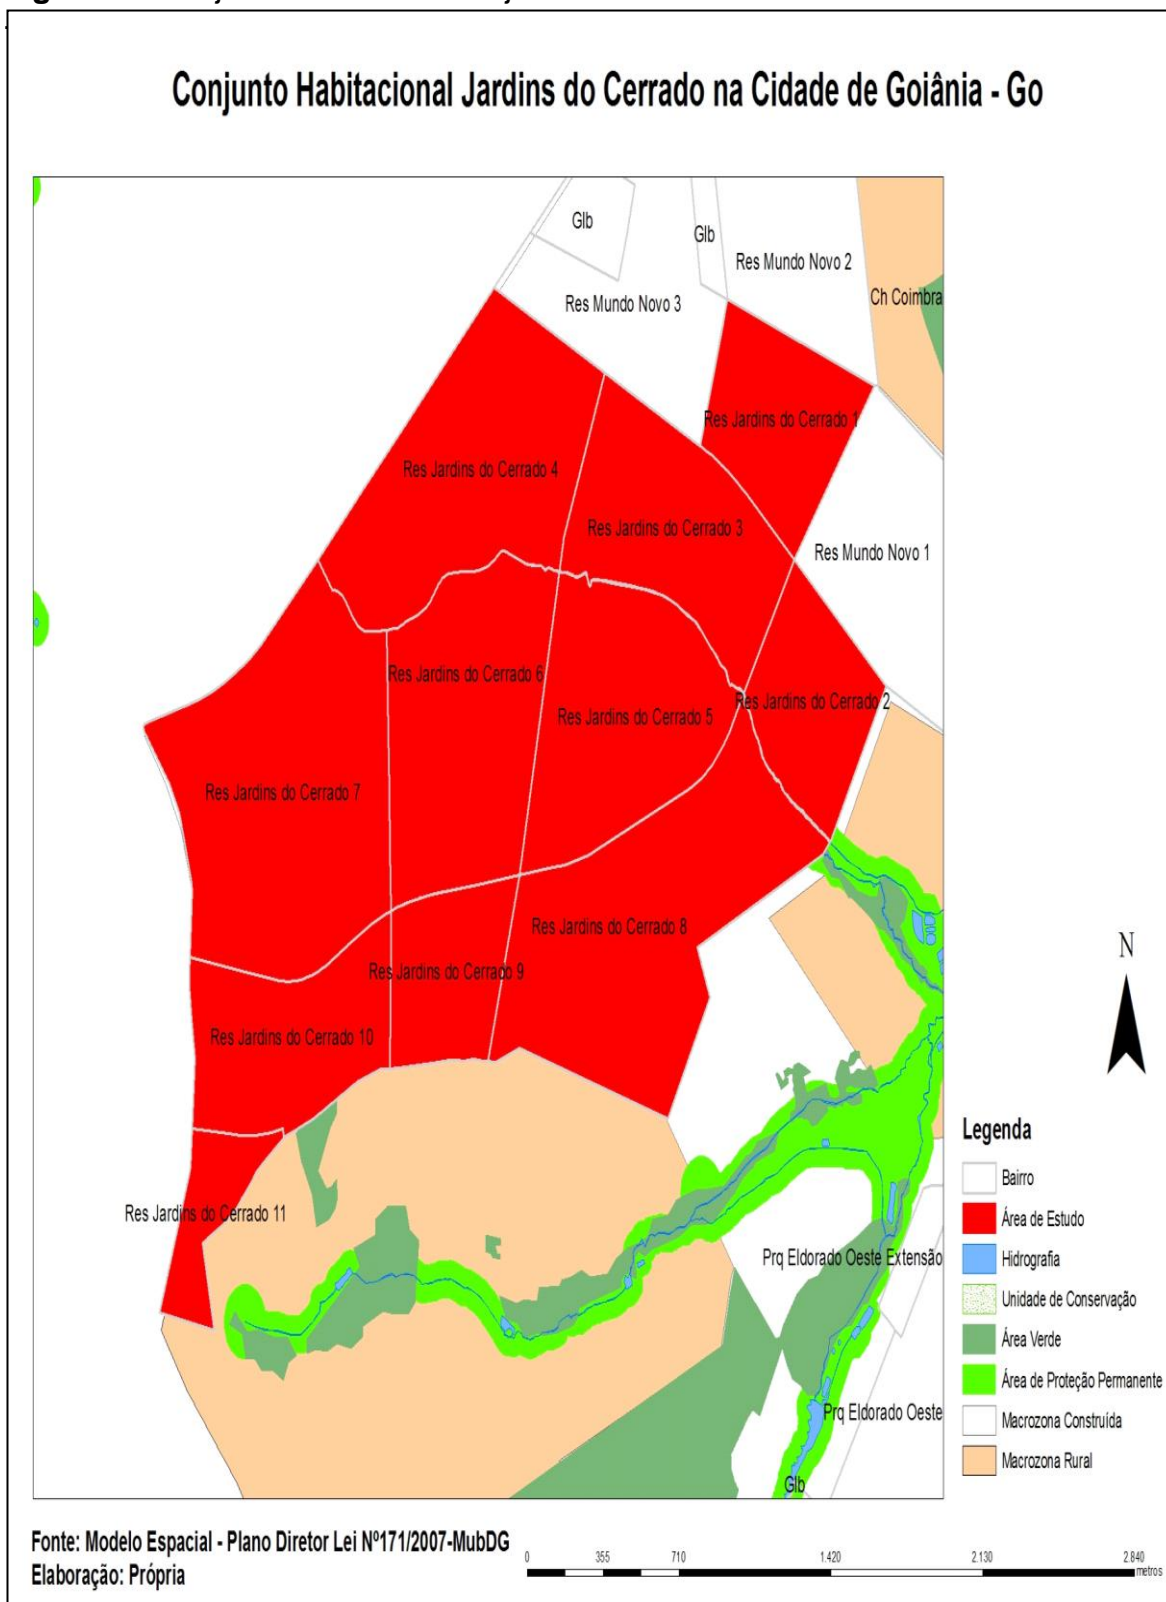 Conjunto Habitacional Jardins do Cerrado na Cidade de Goiânia - Go
Glb
Glb
Res Mundo Novo 2
Res Mundo Novo 3
Ch Coimbra
Res Jardins do Cerrado 1
Res Jardins do Cerrado 4
Res Jardins do Cerrado 3
Res Mundo Novo 1
Res Jardins do Cerrado 6
Res Jardins do Cerrado 5
Res Jardins do Cerrado 2
Res Jardins do Cerrado 7
Res Jardins do Cerrado 8
Res Jardins do Cerrado 9
Res Jardins do Cerrado 10
Res Jardins do Cerrado 11
Prq Eldorado Oeste Extensão
Prq Eldorado Oeste
Glb
N
Legenda
Bairro
Área de Estudo
Hidrografia
Unidade de Conservação
Área Verde
Área de Proteção Permanente
Macrozona Construída
Macrozona Rural
Fonte: Modelo Espacial - Plano Diretor Lei Nº171/2007-MubDG
Elaboração: Própria
0 355 710 1.420 2.130 2.840
metros